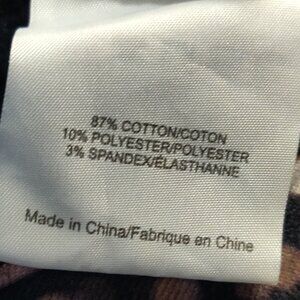 87% COTTON/COTON
10% POLYESTER/POLYESTER
3% SPANDEX/ÉLASTHANNE
Made in China/Fabrique en Chine